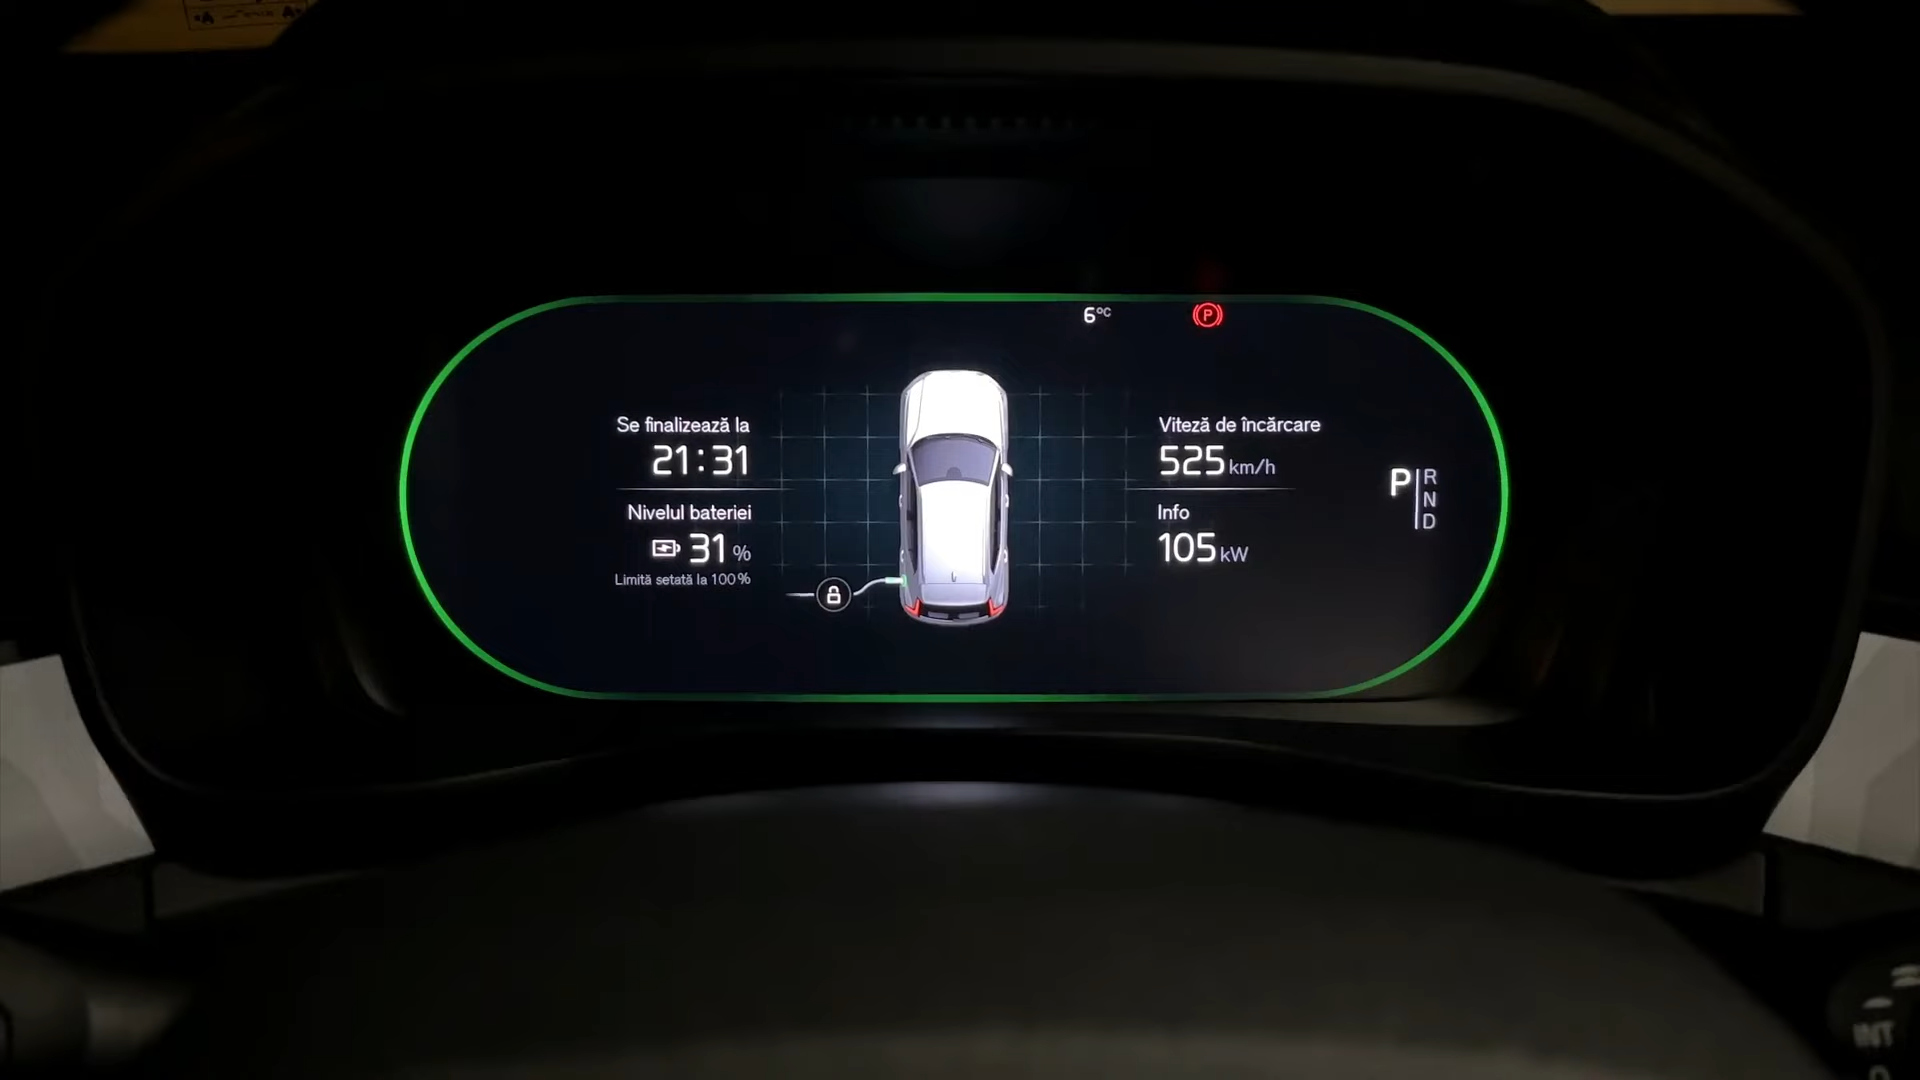 6°C
P
Se finalizează la
21:31
Nivelul bateriei
31 %
Limită setată la 100 %
Viteză de încărcare
525 km/h
Info
105 kW
P
R
N
D
INT